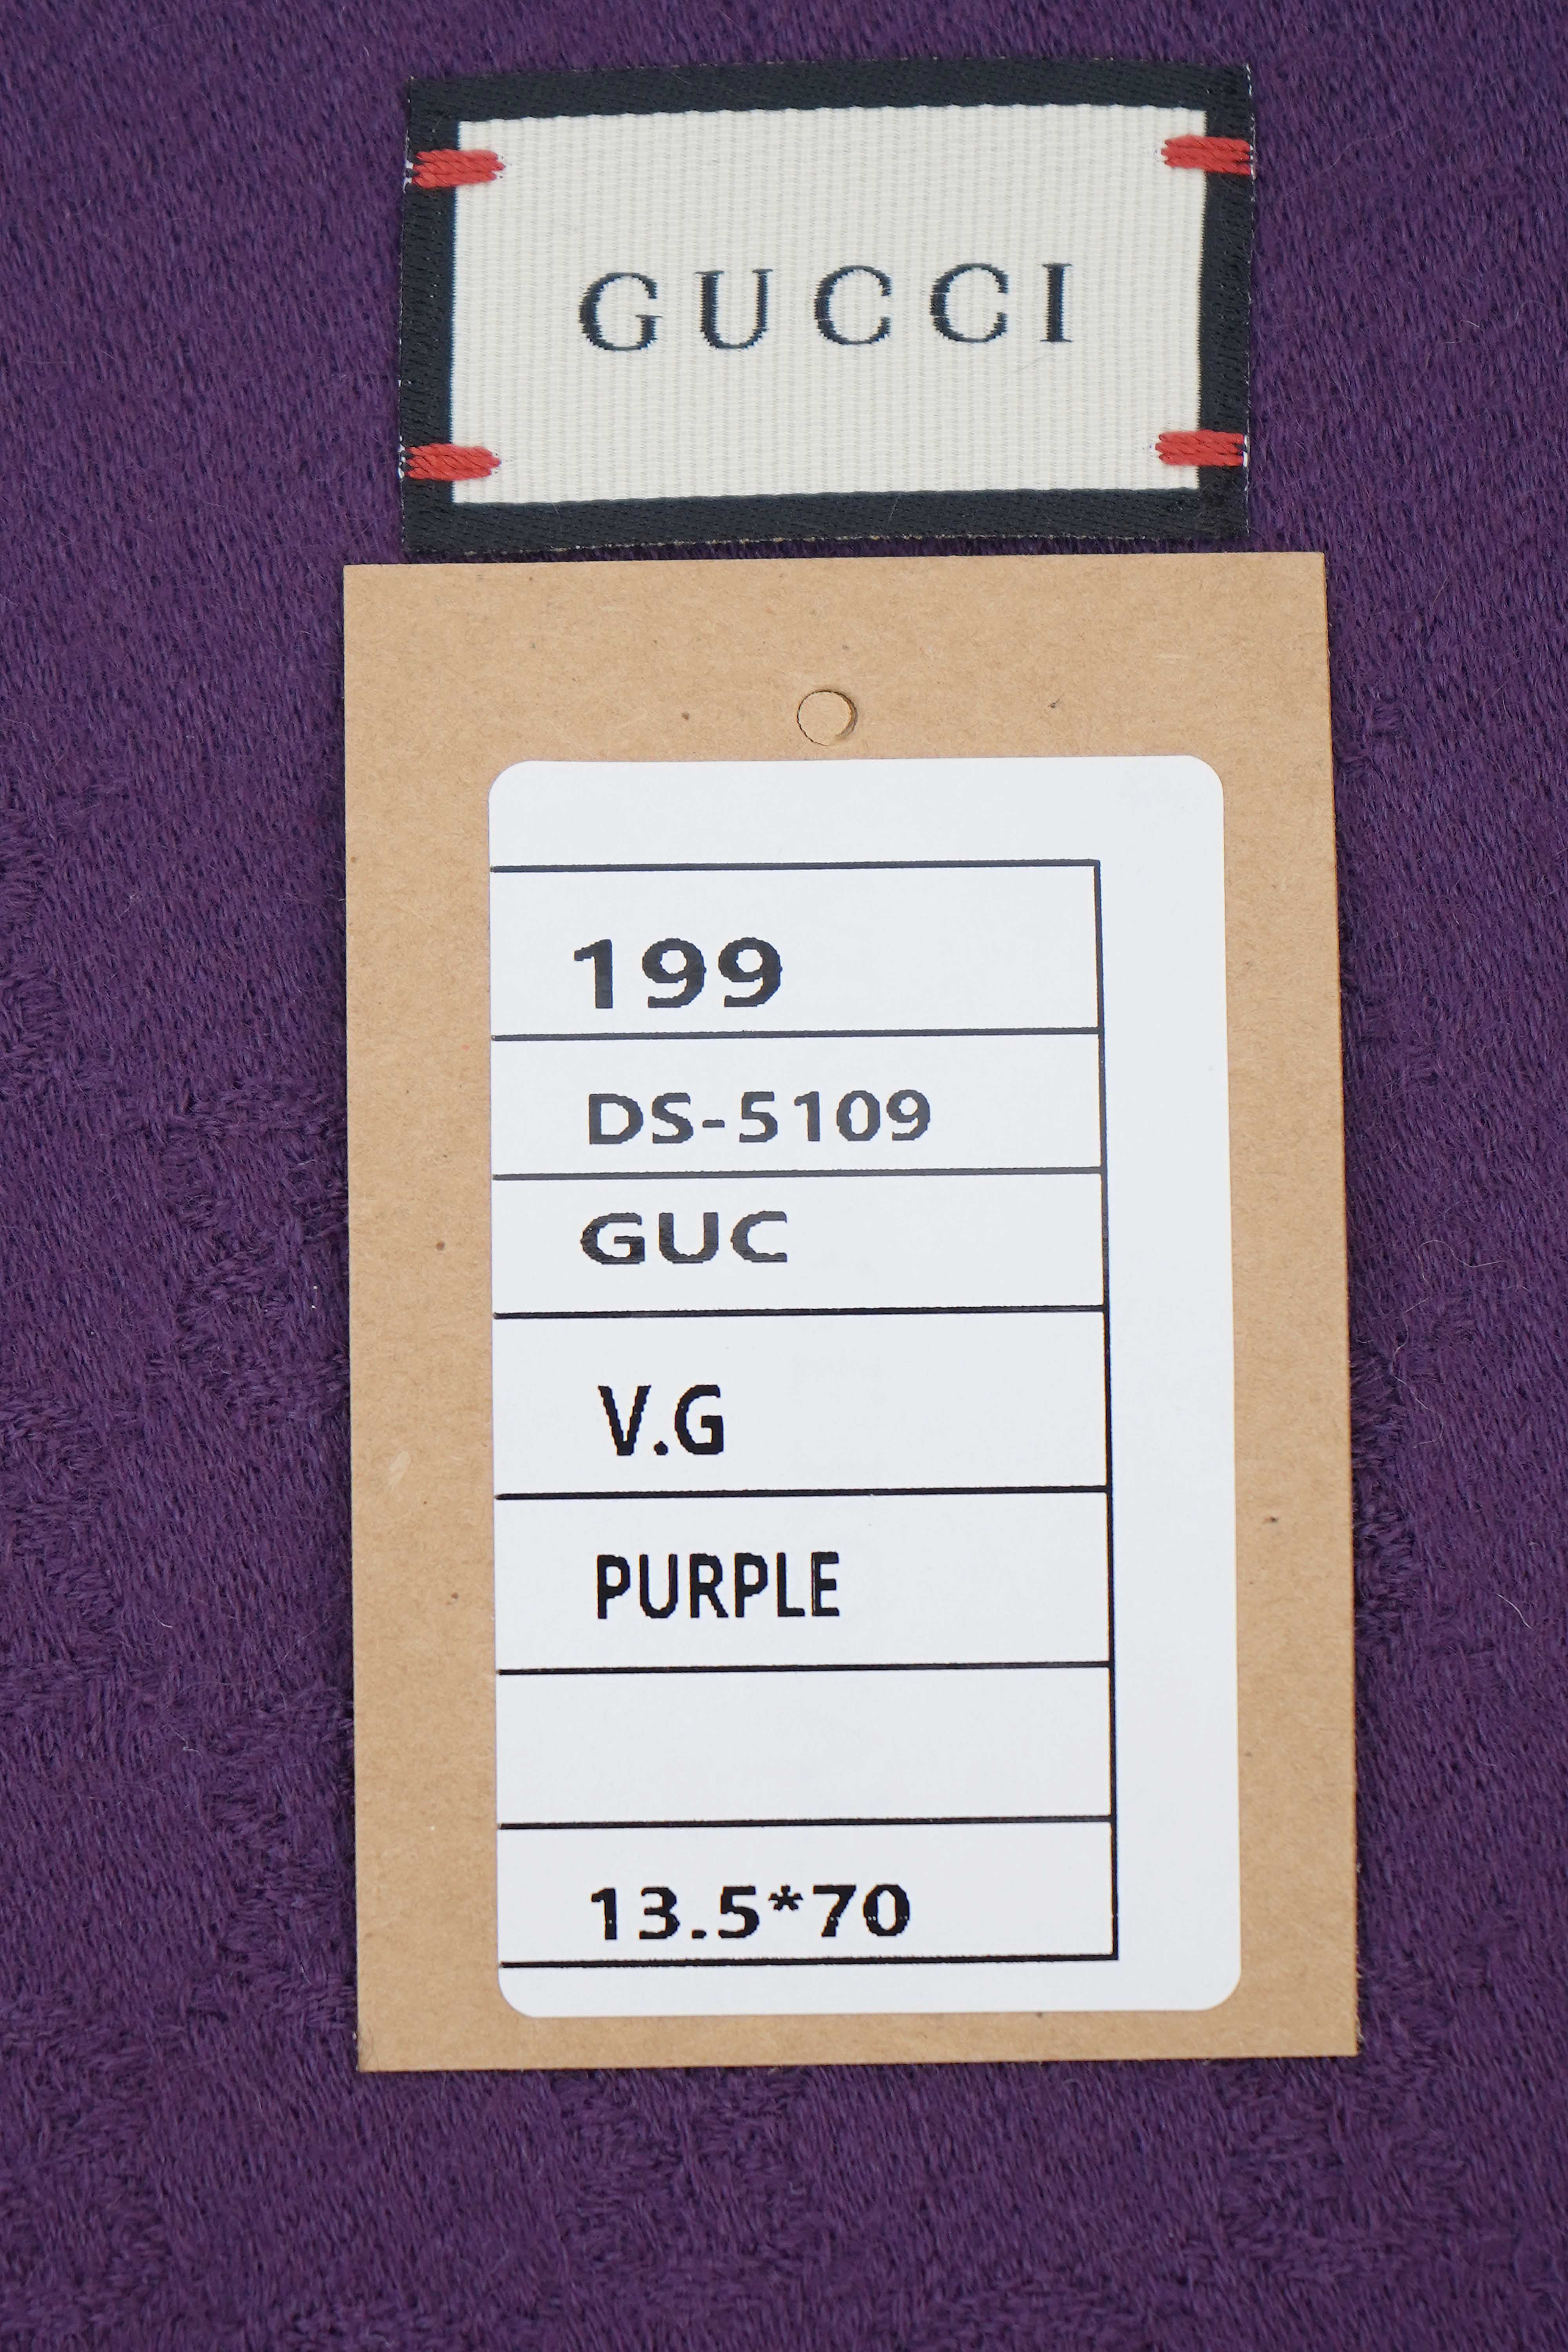 GUCCI
199
DS-5109
GUC
V.G
PURPLE
13.5*70